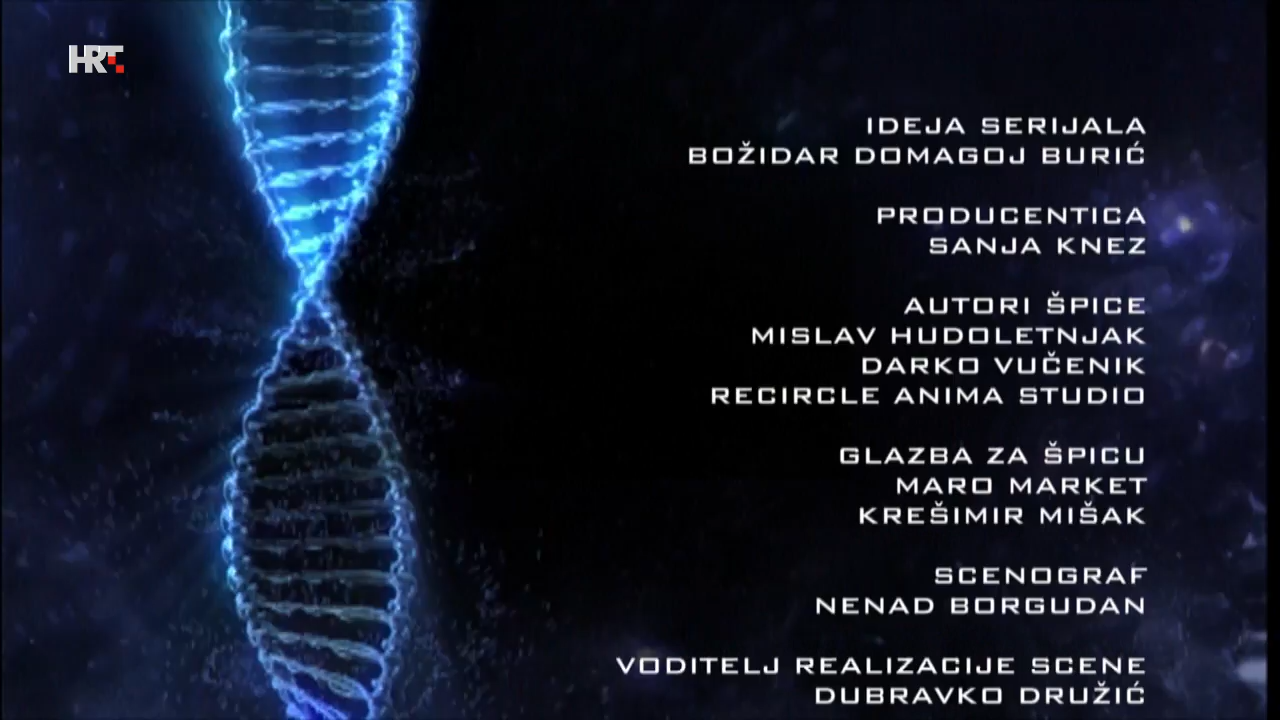 HRT
IDEJA SERIJALA
BOŽIDAR DOMAGOJ BURIĆ
PRODUCENTICA
SANJA KNEZ
AUTORI ŠPICE
MISLAV HUDOLETNJAK
DARKO VUČENIK
RECIRCLE ANIMA STUDIO
GLAZBA ZA ŠPICU
MARO MARKET
KREŠIMIR MIŠAK
SCENOGRAF
NENAD BORGUDAN
VODITELJ REALIZACIJE SCENE
DUBRAVKO DRUŽIĆ